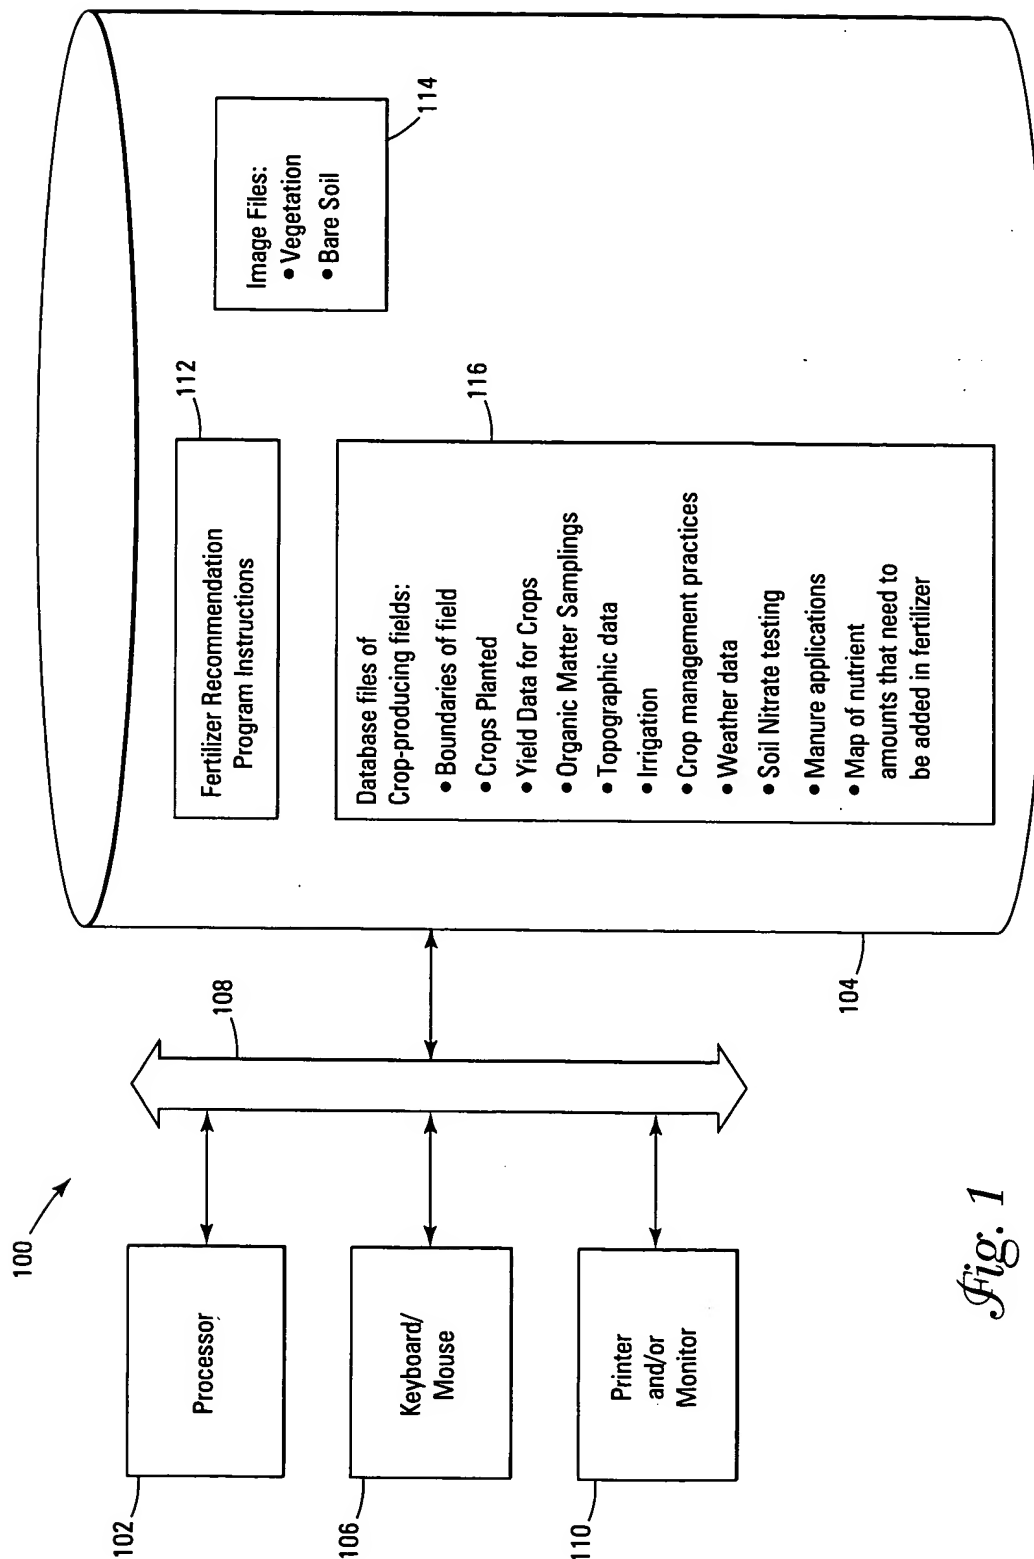 100
102
Processor
106
Keyboard/
Mouse
110
Printer
and/or
Monitor
108
104
112
Fertilizer Recommendation
Program Instructions
114
Image Files:
• Vegetation
• Bare Soil
116
Database files of
Crop-producing fields:
• Boundaries of field
• Crops Planted
• Yield Data for Crops
• Organic Matter Samplings
• Topographic data
• Irrigation
• Crop management practices
• Weather data
• Soil Nitrate testing
• Manure applications
• Map of nutrient
amounts that need to
be added in fertilizer
Fig. 1